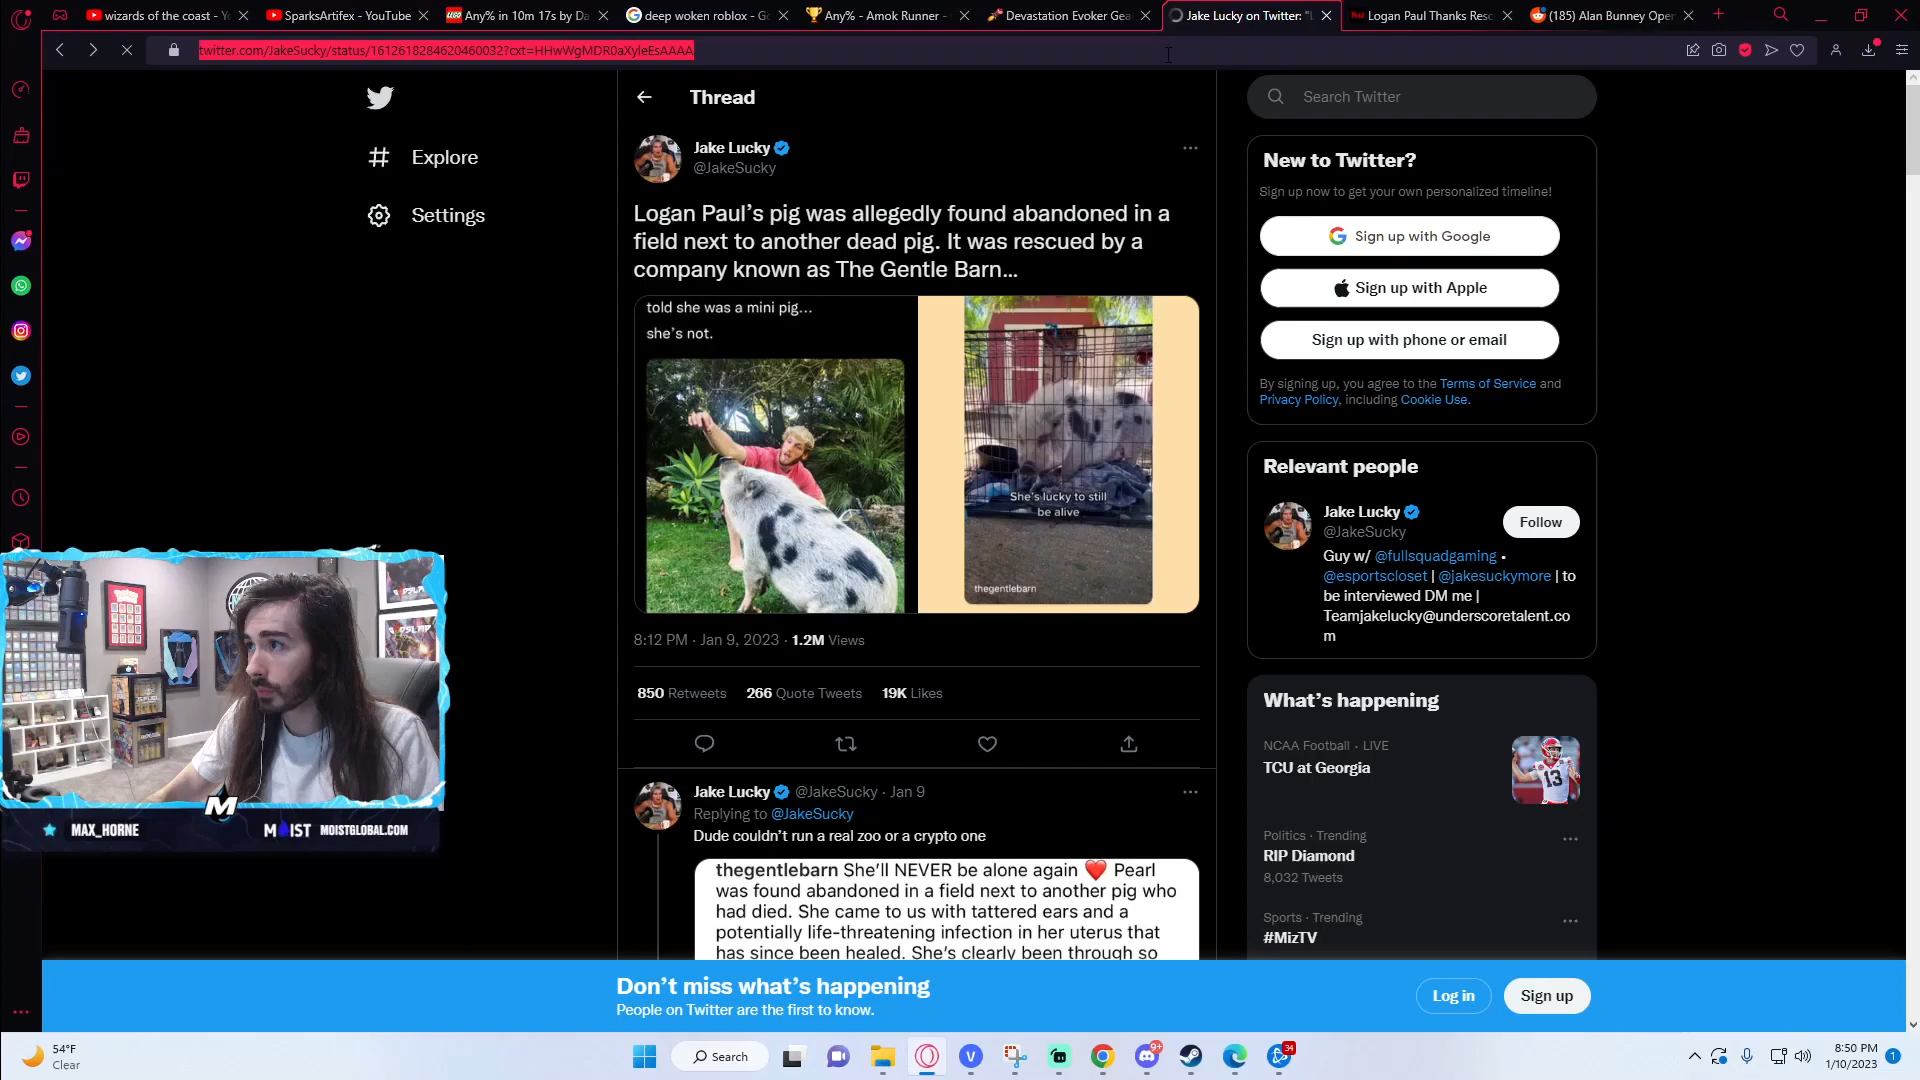 wizards of the coast - Yo
SparksArtifex - YouTube
Any% in 10m 17s by Da
deep woken roblox - Go
Any% - Amok Runner -
Devastation Evoker Gea
Jake Lucky on Twitter: "L
Logan Paul Thanks Resc
(185) Alan Bunney Oper
twitter.com/JakeSucky/status/1612618284620460032?cxt=HHwWgMDR0aXyleEsAAAA
Explore
Settings
Thread
Jake Lucky
@JakeSucky
Logan Paul's pig was allegedly found abandoned in a
field next to another dead pig. It was rescued by a
company known as The Gentle Barn...
told she was a mini pig...
she's not.
She's lucky to still
be alive
thegentlebarn
8:12 PM · Jan 9, 2023 · 1.2M Views
850 Retweets 266 Quote Tweets 19K Likes
Jake Lucky @JakeSucky · Jan 9
Replying to @JakeSucky
Dude couldn't run a real zoo or a crypto one
thegentlebarn She'll NEVER be alone again ❤️ Pearl
was found abandoned in a field next to another pig who
had died. She came to us with tattered ears and a
potentially life-threatening infection in her uterus that
has since been healed. She's clearly been through so
Search Twitter
New to Twitter?
Sign up now to get your own personalized timeline!
Sign up with Google
Sign up with Apple
Sign up with phone or email
By signing up, you agree to the Terms of Service and
Privacy Policy, including Cookie Use.
Relevant people
Jake Lucky
@JakeSucky
Follow
Guy w/ @fullsquadgaming •
@esportscloset | @jakesuckymore | to
be interviewed DM me |
Teamjakelucky@underscoretalent.co
m
What's happening
NCAA Football · LIVE
TCU at Georgia
Politics · Trending
RIP Diamond
8,032 Tweets
Sports · Trending
#MizTV
MAX_HORNE
M
MOIST
MOISTGLOBAL.COM
Don't miss what's happening
People on Twitter are the first to know.
Log in
Sign up
54°F
Clear
Search
9+
34
8:50 PM
1/10/2023
1